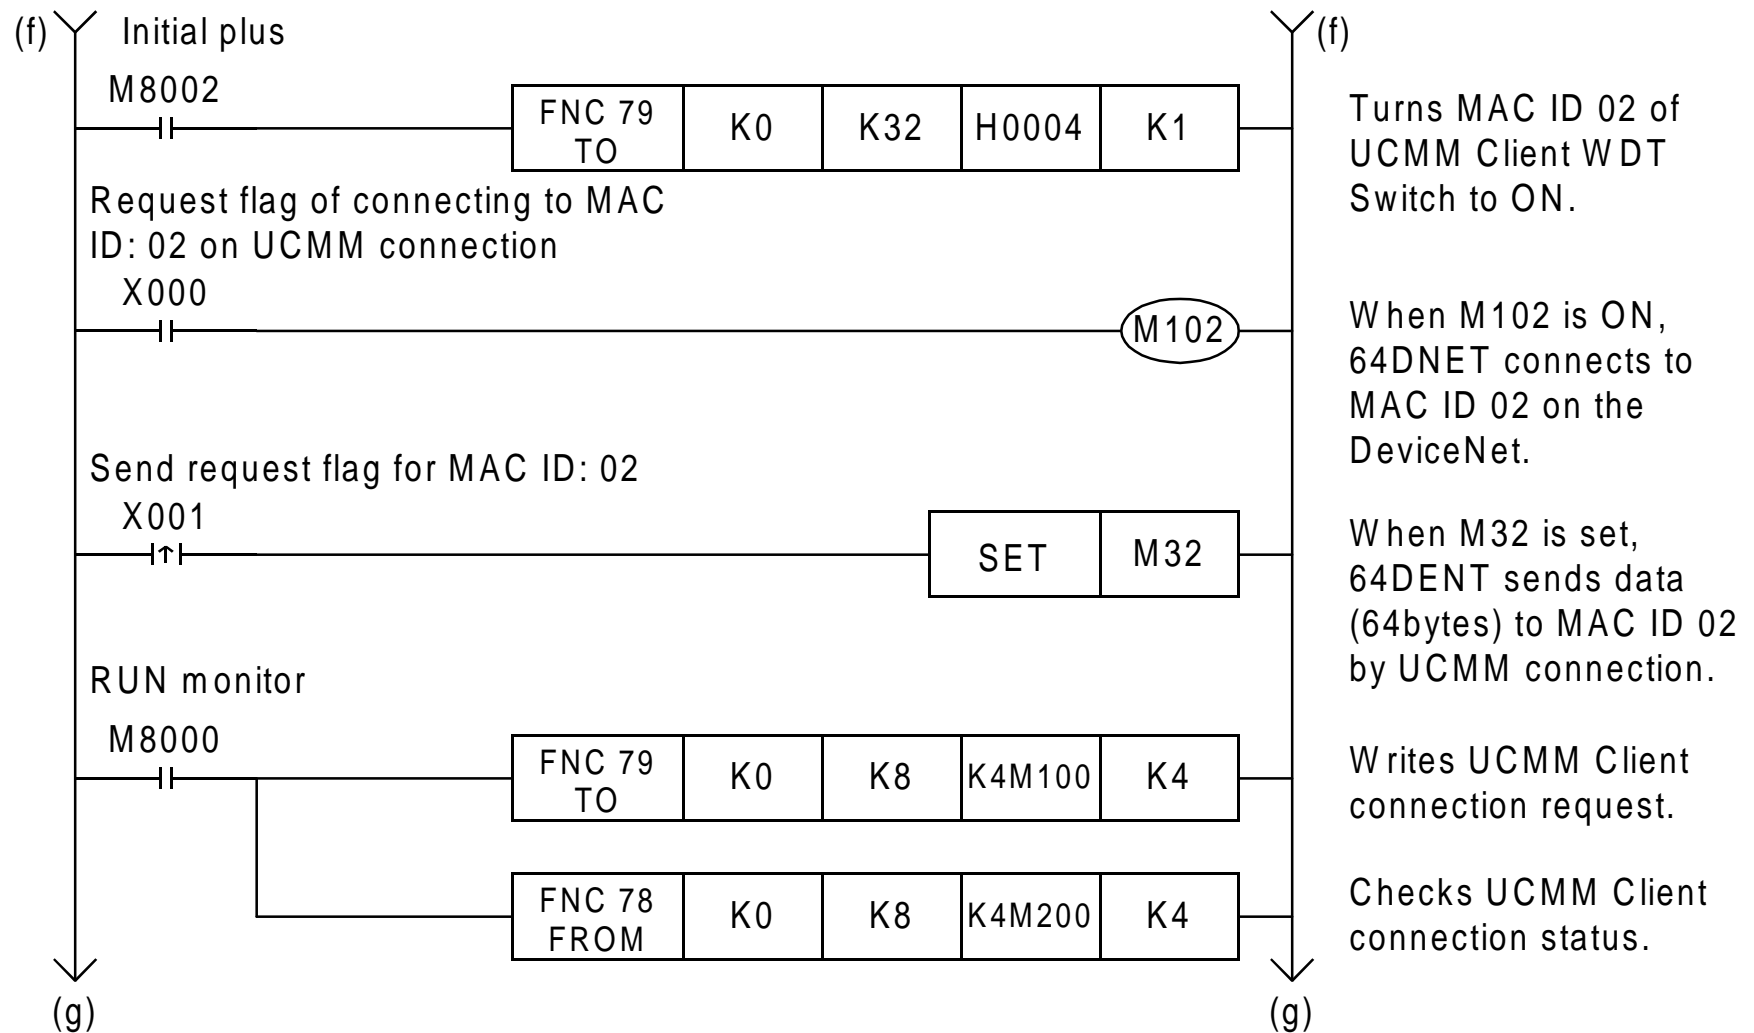 (f)
Initial plus
(f)
M8002
FNC 79
TO
K0
K32
H0004
K1
Turns MAC ID 02 of
UCMM Client WDT
Switch to ON.
Request flag of connecting to MAC
ID: 02 on UCMM connection
X000
M102
When M102 is ON,
64DNET connects to
MAC ID 02 on the
DeviceNet.
Send request flag for MAC ID: 02
X001
SET
M32
When M32 is set,
64DENT sends data
(64bytes) to MAC ID 02
by UCMM connection.
RUN monitor
M8000
FNC 79
TO
K0
K8
K4M100
K4
Writes UCMM Client
connection request.
FNC 78
FROM
K0
K8
K4M200
K4
Checks UCMM Client
connection status.
(g)
(g)